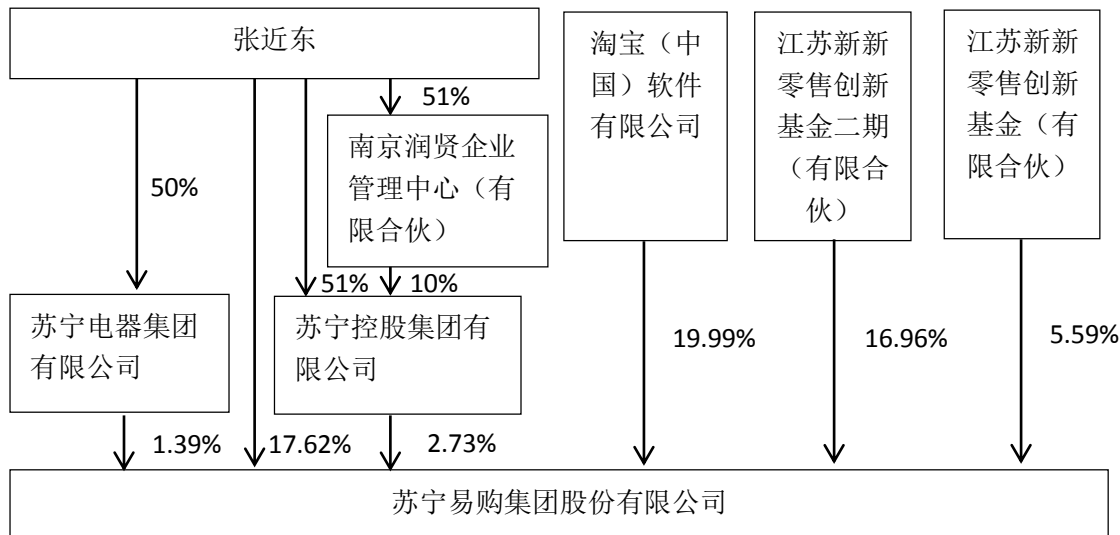 张近东
51%
南京润贤企业
管理中心（有
限合伙）
淘宝（中
国）软件
有限公司
江苏新新
零售创新
基金二期
（有限合
伙）
江苏新新
零售创新
基金（有
限合伙）
50%
51%
10%
苏宁电器集团
有限公司
苏宁控股集团有
限公司
19.99%
16.96%
5.59%
1.39%
17.62%
2.73%
苏宁易购集团股份有限公司